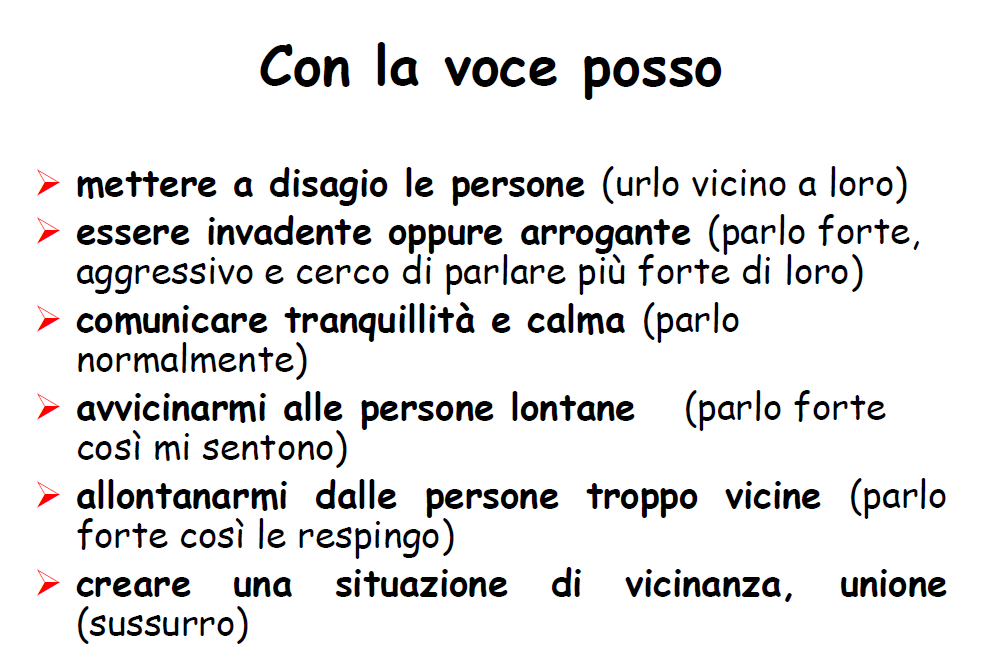 Con la voce posso
mettere a disagio le persone (urlo vicino a loro)
essere invadente oppure arrogante (parlo forte,
aggressivo e cerco di parlare più forte di loro)
comunicare tranquillità e calma (parlo
normalmente)
avvicinarmi alle persone lontane (parlo forte
così mi sentono)
allontanarmi dalle persone troppo vicine (parlo
forte così le respingo)
creare una situazione di vicinanza, unione
(sussurro)